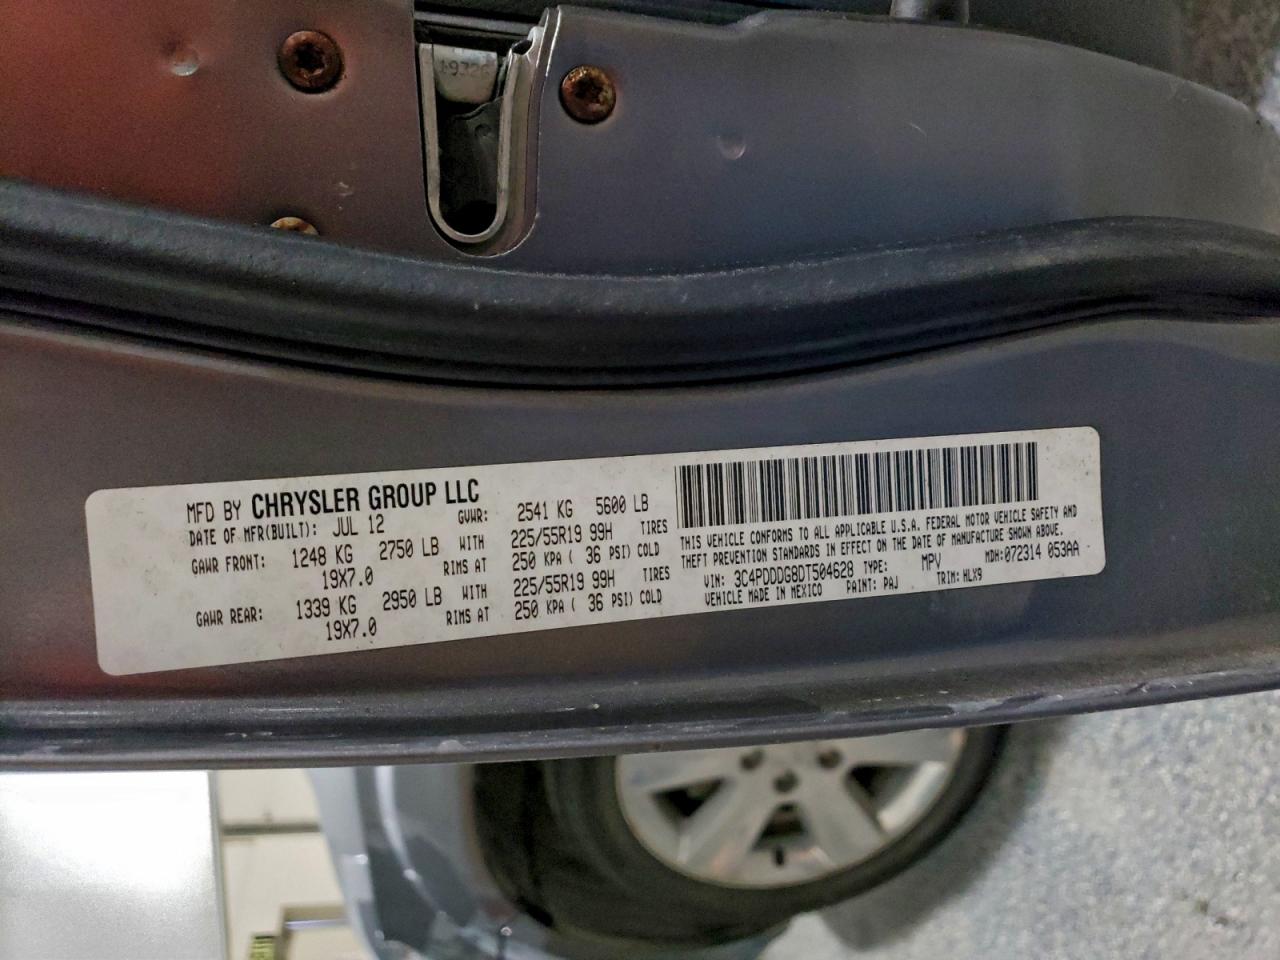 19326
MFD BY CHRYSLER GROUP LLC
DATE OF MFR(BUILT): JUL 12 GVWR: 2541 KG 5600 LB
GAWR FRONT: 1248 KG 2750 LB WITH 225/55R19 99H TIRES
19X7.0 RIMS AT 250 KPA ( 36 PSI) COLD
GAWR REAR: 1339 KG 2950 LB WITH 225/55R19 99H TIRES
19X7.0 RIMS AT 250 KPA ( 36 PSI) COLD
THIS VEHICLE CONFORMS TO ALL APPLICABLE U.S.A. FEDERAL MOTOR VEHICLE SAFETY AND
THEFT PREVENTION STANDARDS IN EFFECT ON THE DATE OF MANUFACTURE SHOWN ABOVE.
VIN: 3C4PDDDG8DT504628 TYPE: MPV MDH:072314 053AA
VEHICLE MADE IN MEXICO PAINT: PAJ TRIM: HLX9